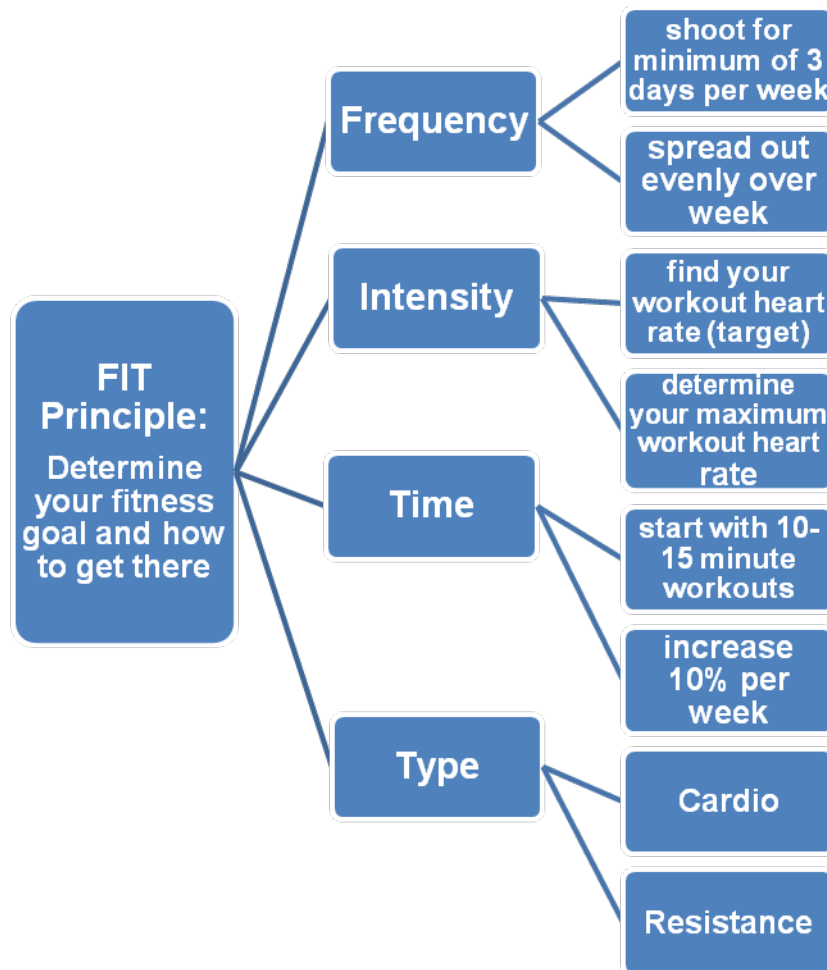 FIT
Principle:
Determine
your fitness
goal and how
to get there
Frequency
shoot for
minimum of 3
days per week
spread out
evenly over
week
Intensity
find your
workout heart
rate (target)
determine
your maximum
workout heart
rate
Time
start with 10-
15 minute
workouts
increase
10% per
week
Type
Cardio
Resistance